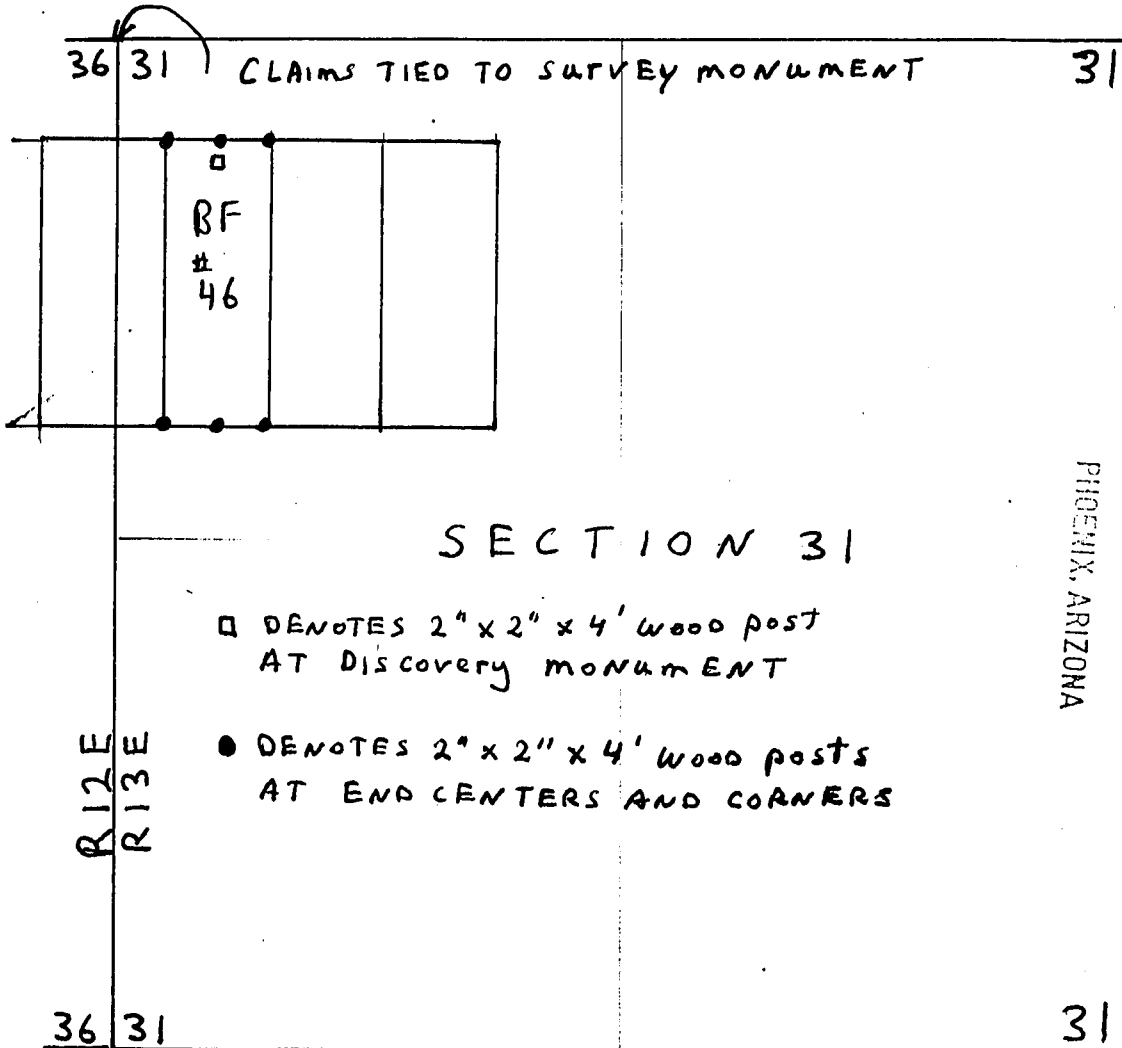 36 31 CLAIMS TIED TO SURVEY MONUMENT 31
BF
#
46
SECTION 31
□ DENOTES 2" x 2" x 4' WOOD POST
AT DISCOVERY MONUMENT
● DENOTES 2" x 2" x 4' WOOD POSTS
AT END CENTERS AND CORNERS
R12E
R13E
PHOENIX, ARIZONA
36 31 31